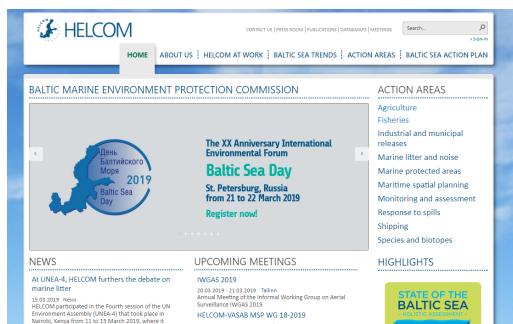 HELCOM
CONTACT US | PRESS ROOM | PUBLICATIONS | DATA&MAPS | MEETINGS
Search...
SIGN-IN
HOME
ABOUT US
HELCOM AT WORK
BALTIC SEA TRENDS
ACTION AREAS
BALTIC SEA ACTION PLAN
BALTIC MARINE ENVIRONMENT PROTECTION COMMISSION
День
Балтийского
Моря
2019
Baltic Sea
Day
The XX Anniversary International
Environmental Forum
Baltic Sea Day
St. Petersburg, Russia
from 21 to 22 March 2019
Register now!
ACTION AREAS
Agriculture
Fisheries
Industrial and municipal
releases
Marine litter and noise
Marine protected areas
Maritime spatial planning
Monitoring and assessment
Response to spills
Shipping
Species and biotopes
NEWS
At UNEA-4, HELCOM furthers the debate on
marine litter
15.03.2019 News
HELCOM participated in the Fourth session of the UN
Environment Assembly (UNEA-4) that took place in
Nairobi, Kenya from 11 to 15 March 2019, where it
UPCOMING MEETINGS
IWGAS 2019
20.03.2019 - 21.03.2019 Tallinn
Annual Meeting of the Informal Working Group on Aerial
Surveillance IWGAS 2019
HELCOM-VASAB MSP WG 18-2019
HIGHLIGHTS
STATE OF THE
BALTIC SEA
- HOLISTIC ASSESSMENT -